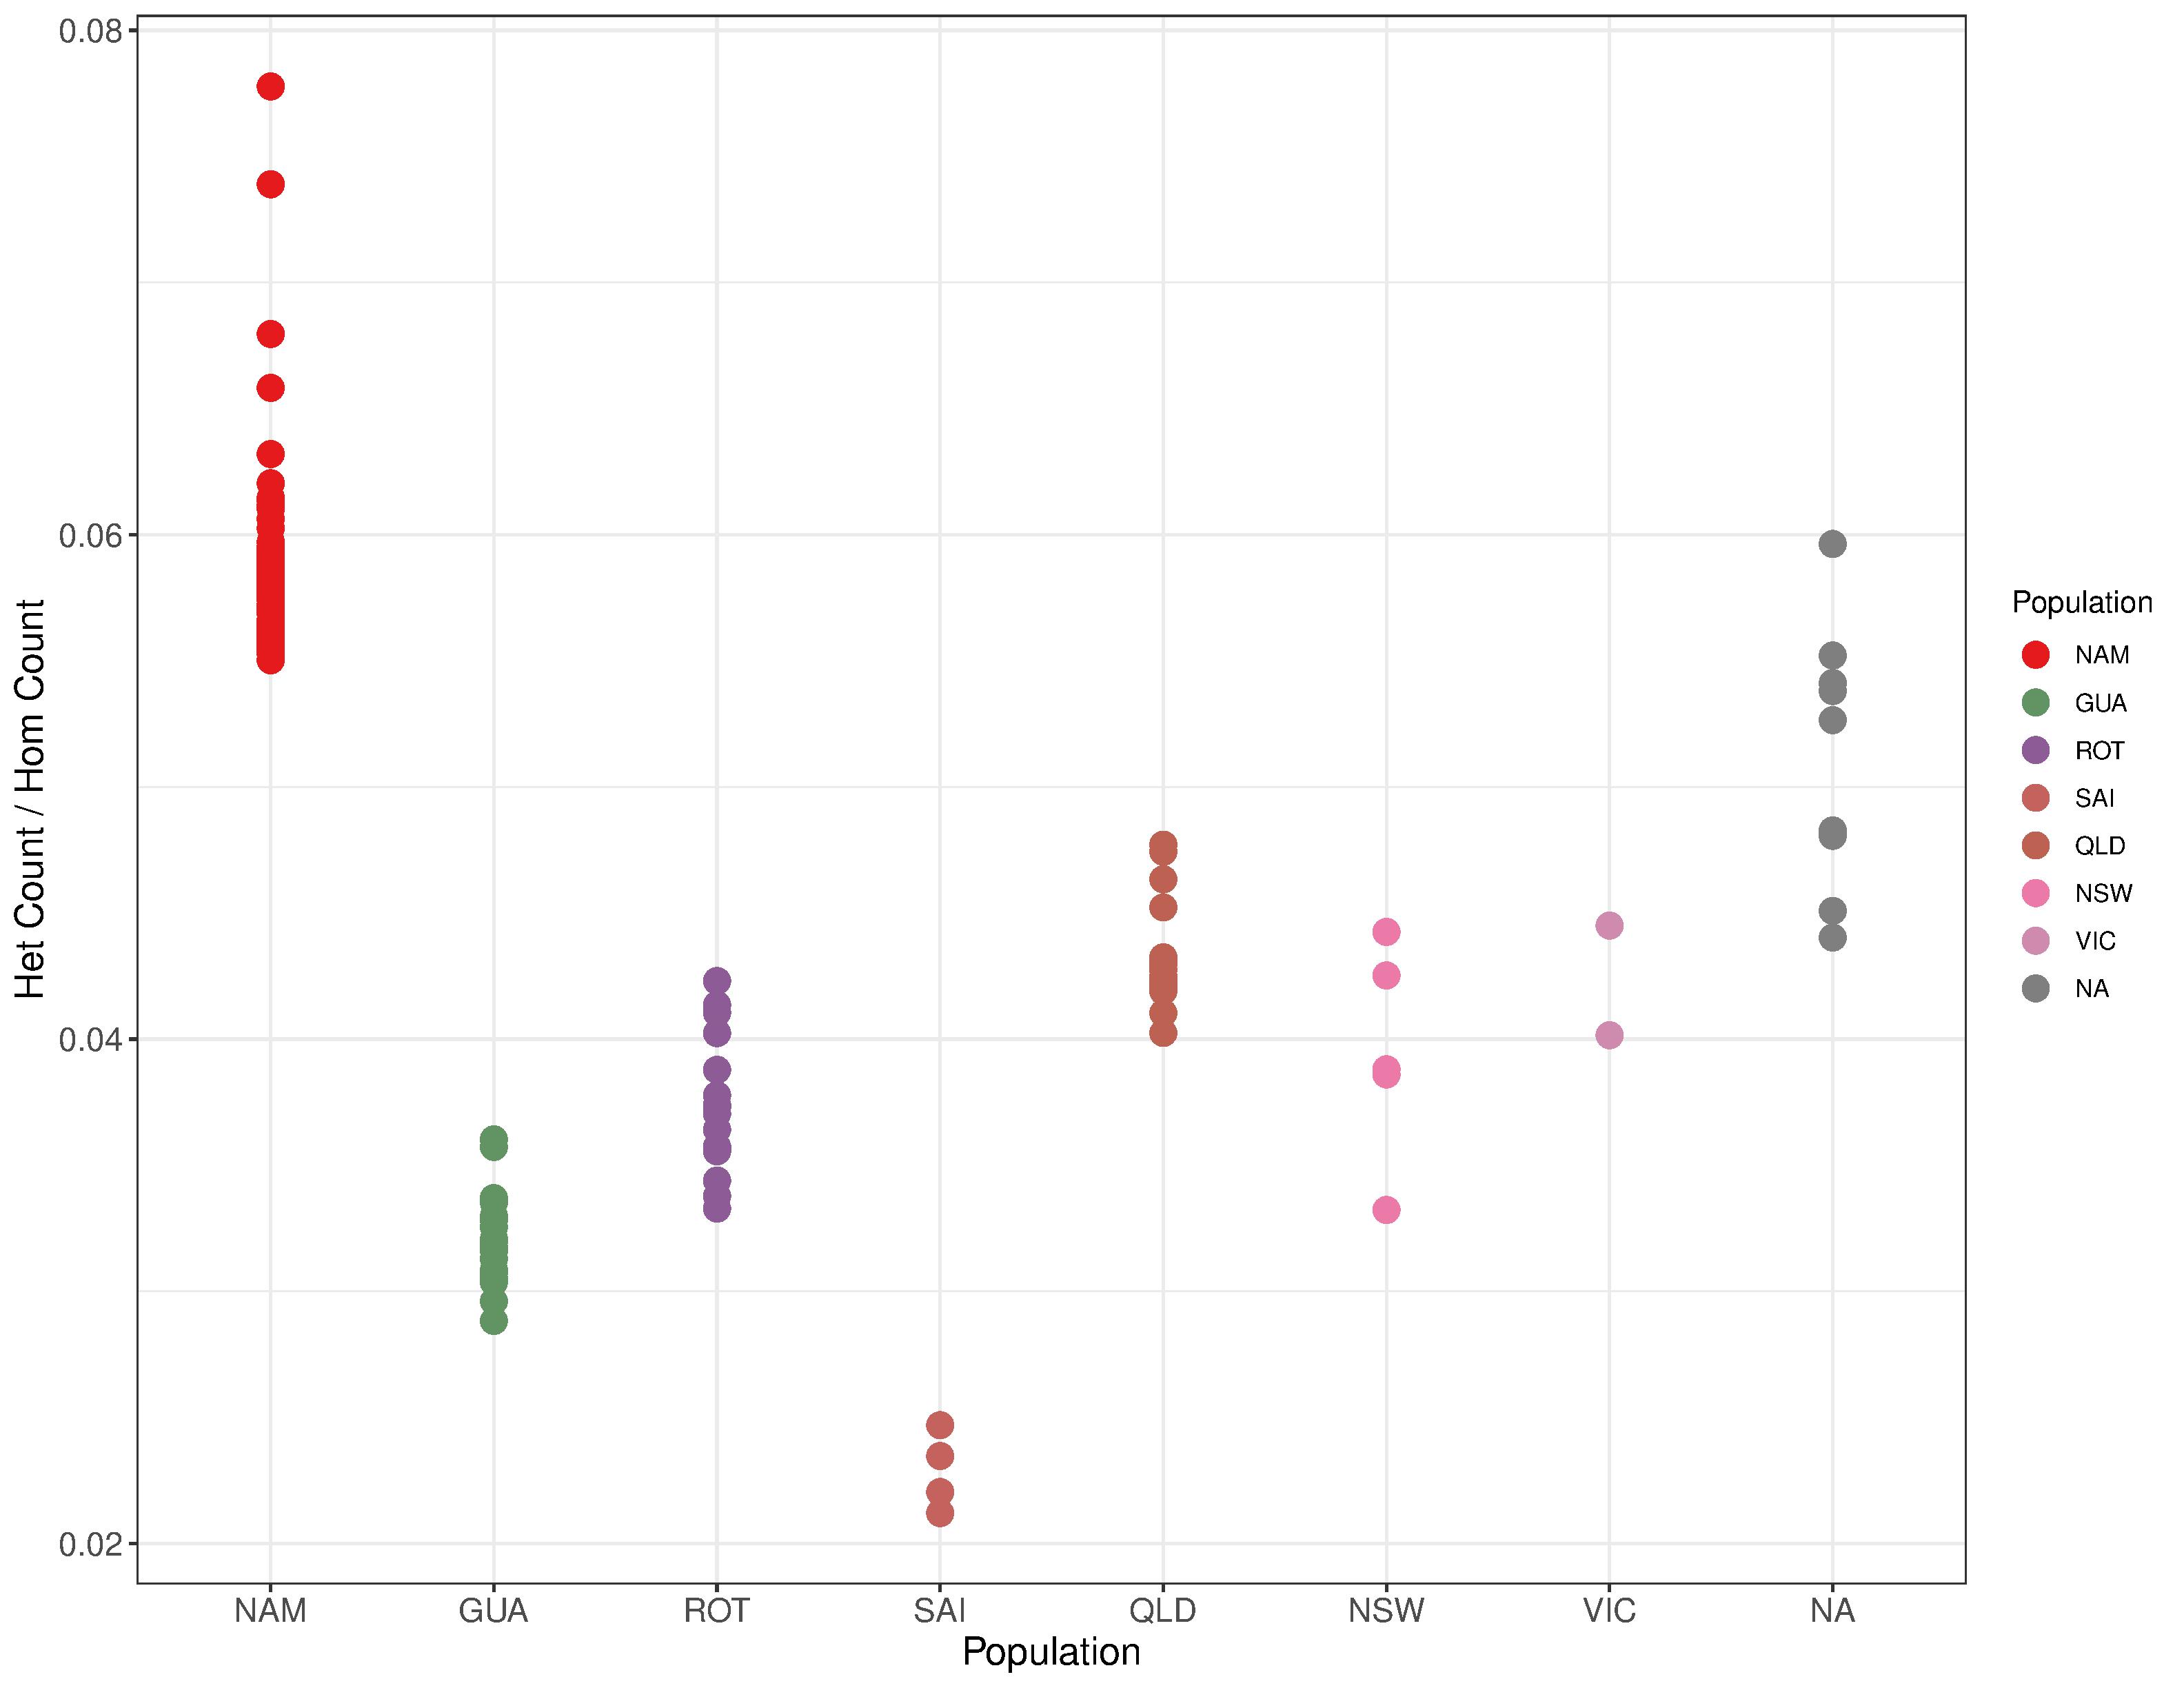 Het Count / Hom Count
0.08
0.06
0.04
0.02
NAM GUA ROT SAI QLD NSW VIC NA
Population
Population
NAM
GUA
ROT
SAI
QLD
NSW
VIC
NA